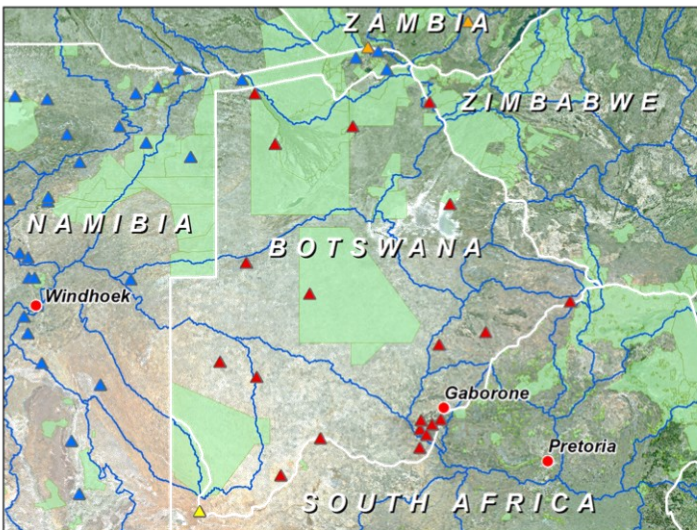 ZAMBIA
ZIMBABWE
NAMIBIA
BOTSWANA
Windhoek
Gaborone
Pretoria
SOUTH AFRICA